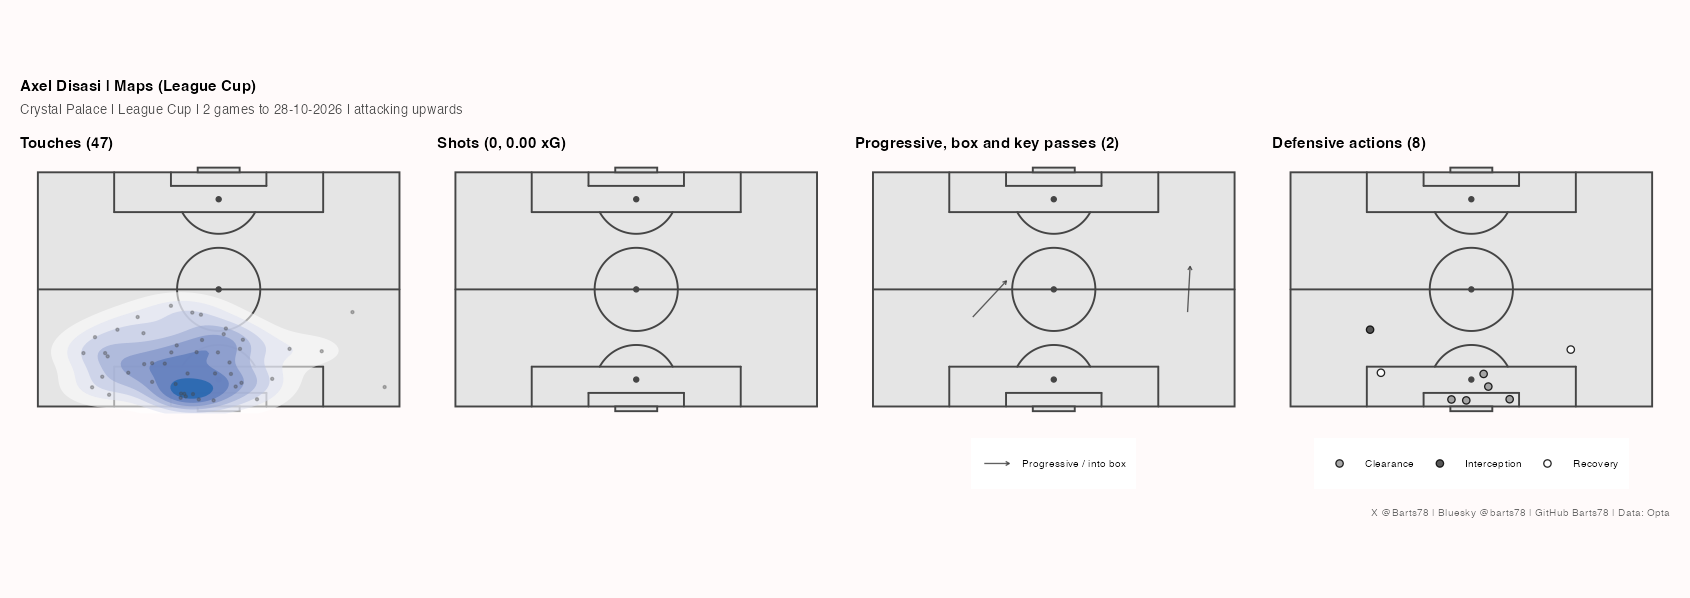 Axel Disasi | Maps (League Cup)
Crystal Palace | League Cup | 2 games to 28-10-2026 | attacking upwards
Touches (47)
Shots (0, 0.00 xG)
Progressive, box and key passes (2)
Defensive actions (8)
Progressive / into box
Clearance
Interception
Recovery
X @Barts78 | Bluesky @barts78 | GitHub Barts78 | Data: Opta